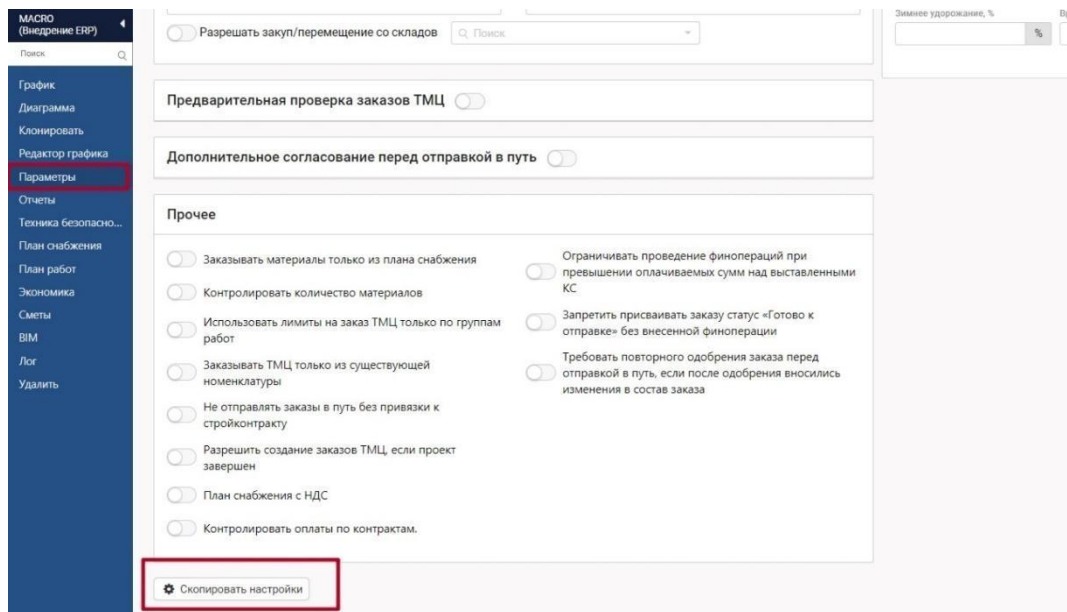 MACRO
(Внедрение ERP)
Поиск
График
Диаграмма
Клонировать
Редактор графика
Параметры
Отчеты
Техника безопасно...
План снабжения
План работ
Экономика
Сметы
BIM
Лог
Удалить
Разрешать закуп/перемещение со складов
Поиск
Зимнее удорожание, %
%
Предварительная проверка заказов ТМЦ
Дополнительное согласование перед отправкой в путь
Прочее
Заказывать материалы только из плана снабжения
Контролировать количество материалов
Использовать лимиты на заказ ТМЦ только по группам
работ
Заказывать ТМЦ только из существующей
номенклатуры
Не отправлять заказы в путь без привязки к
стройконтракту
Разрешить создание заказов ТМЦ, если проект
завершен
План снабжения с НДС
Контролировать оплаты по контрактам.
Ограничивать проведение финопераций при
превышении оплачиваемых сумм над выставленными
КС
Запретить присваивать заказу статус «Готово к
отправке» без внесенной финоперации
Требовать повторного одобрения заказа перед
отправкой в путь, если после одобрения вносились
изменения в состав заказа
Скопировать настройки